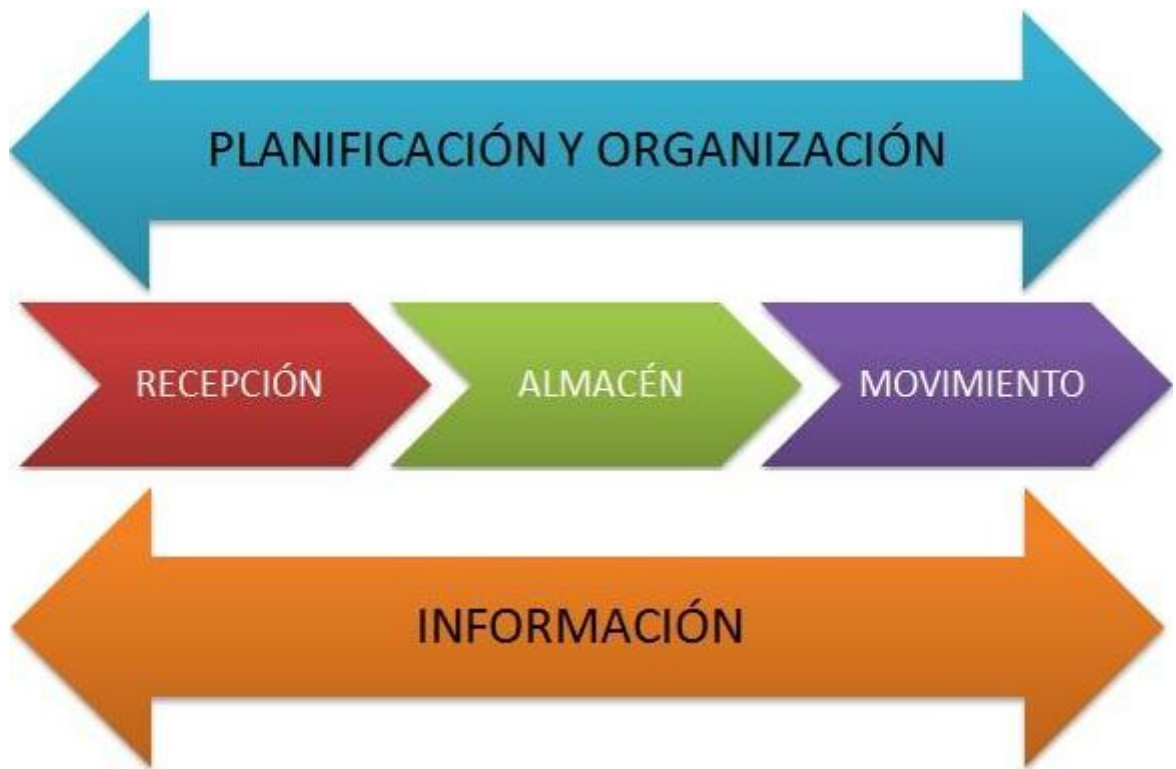 PLANIFICACIÓN Y ORGANIZACIÓN
RECEPCIÓN
ALMACÉN
MOVIMIENTO
INFORMACIÓN